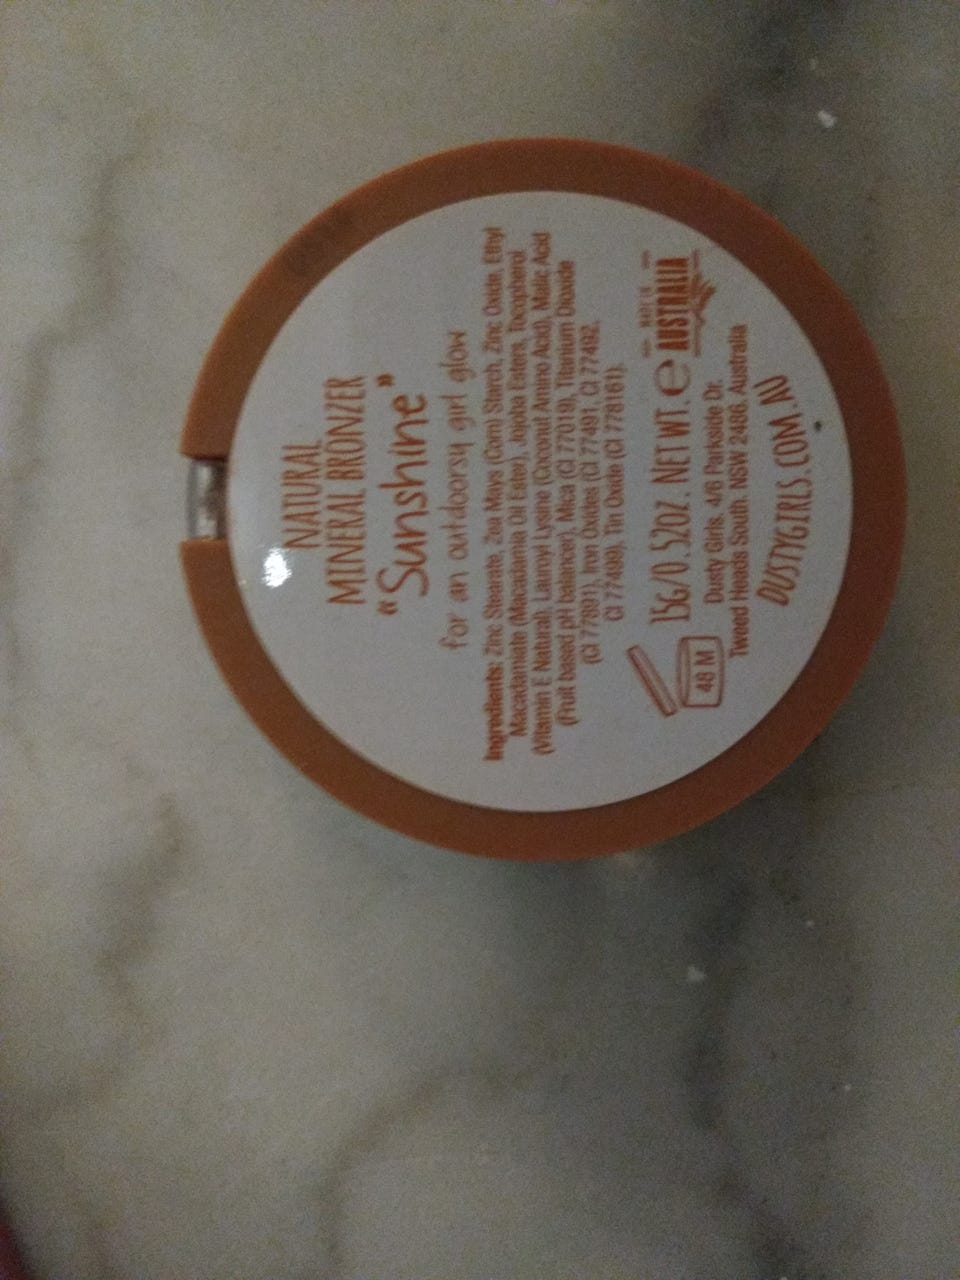 NATURAL
MINERAL BRONZER
"Sunshine"
for an outdoorsy girl glow
Ingredients: Zinc Stearate, Zea Mays (Corn) Starch, Zinc Oxide, Ethyl
Macadamiate (Macadamia Oil Ester), Jojoba Esters, Tocopherol
(Vitamin E Natural), Lauroyl Lysine (Coconut Amino Acid), Malic Acid
(Fruit based pH balancer), Mica (CI 77019), Titanium Dioxide
(CI 77891), Iron Oxides (CI 77491, CI 77492,
CI 77499), Tin Oxide (CI 778161).
48 M
15G/0.52OZ. NET WT. e
MADE IN
AUSTRALIA
Dusty Girls, 4/6 Parkside Dr.
Tweed Heads South, NSW 2486, Australia
DUSTYGIRLS.COM.AU